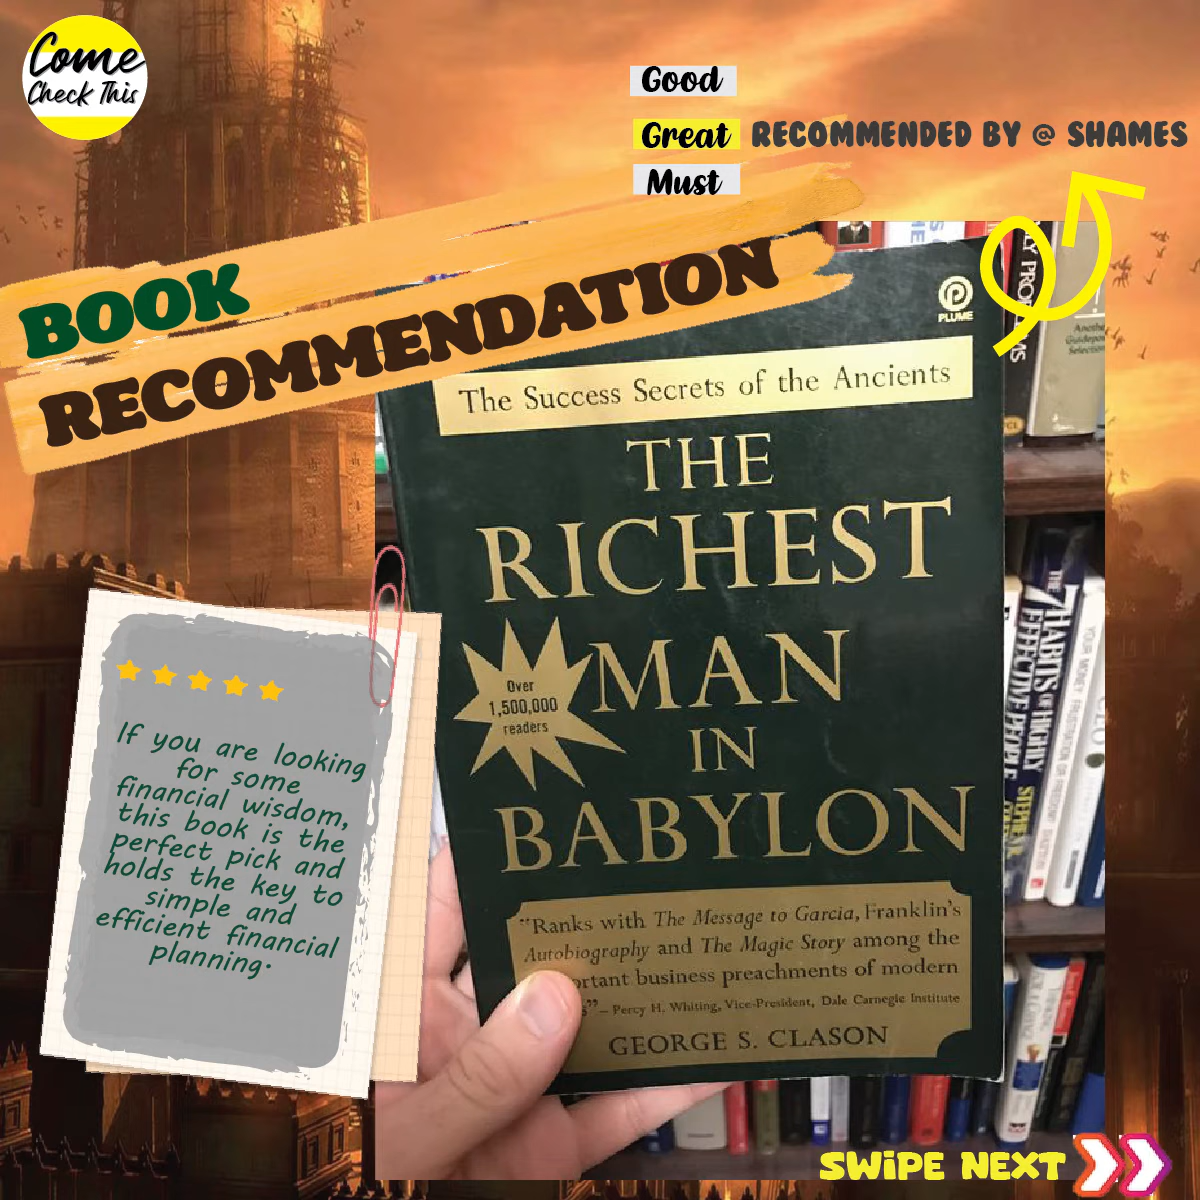 Come
Check This
Good
Great RECOMMENDED BY @ SHAMES
Must
BOOK
RECOMMENDATION
PLUME
The Success Secrets of the Ancients
THE
RICHEST
MAN
IN
BABYLON
Over
1,500,000
readers
"Ranks with The Message to Garcia, Franklin's
Autobiography and The Magic Story among the
business preachments of modern
" – Percy H. Whiting, Vice-President, Dale Carnegie Institute
GEORGE S. CLASON
If you are looking
for some
financial wisdom,
this book is the
perfect pick and
holds the key to
simple and
efficient financial
planning.
THE 7 HABITS OF HIGHLY
EFFECTIVE PEOPLE
SWIPE NEXT